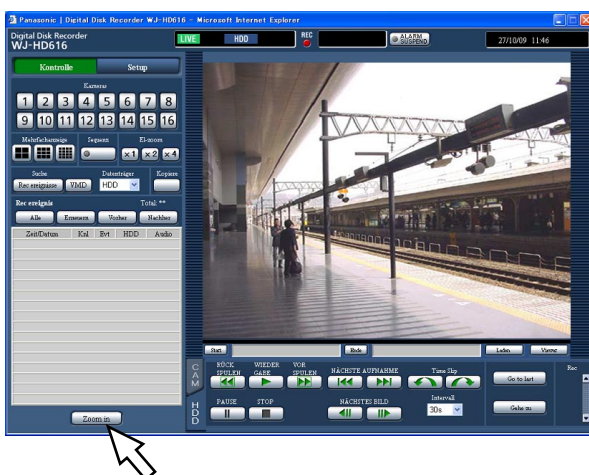 Panasonic | Digital Disk Recorder WJ-HD616 - Microsoft Internet Explorer
Digital Disk Recorder
WJ-HD616
LIVE HDD REC ALARM SUSPEND 27/10/09 11:46
Kontrolle Setup
Kameras
1 2 3 4 5 6 7 8
9 10 11 12 13 14 15 16
Mehrfachanzeige Sequenz El-zoom
x1 x2 x4
Suche Datenträger Kopiere
Rec ereignisse VMD HDD
Rec ereignis Total: **
Alle Erneuern Vorher Nachher
Zeit/Datum Knl Evt HDD Audio
Zoom in
Start Ende Laden Viewer
CAM
HDD
RÜCK SPULEN
WIEDER GABE
VOR SPULEN
NÄCHSTE AUFNAHME
Time Skip
Go to last
Rec
PAUSE STOP NÄCHSTES BILD
Intervall
30s
Gehe zu